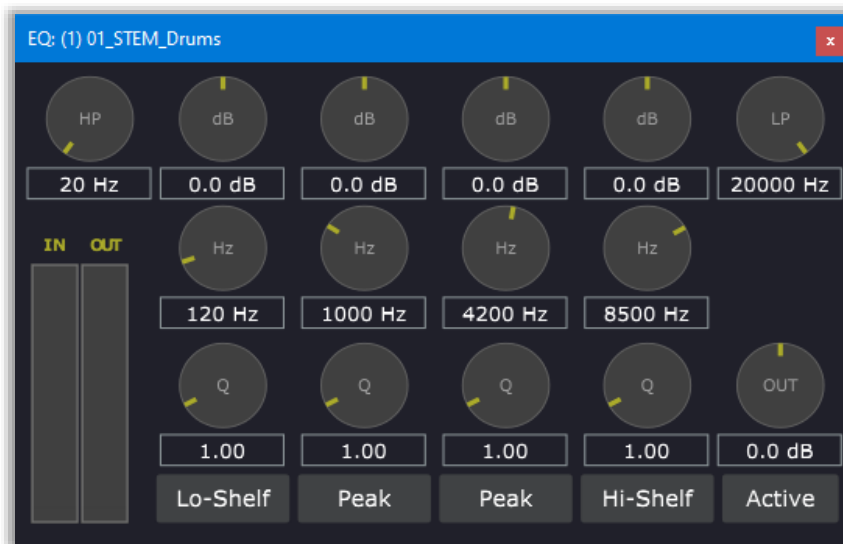 EQ: (1) 01_STEM_Drums
x
HP dB dB dB dB LP
20 Hz 0.0 dB 0.0 dB 0.0 dB 0.0 dB 20000 Hz
IN OUT Hz Hz Hz Hz
120 Hz 1000 Hz 4200 Hz 8500 Hz
Q Q Q Q OUT
1.00 1.00 1.00 1.00 0.0 dB
Lo-Shelf Peak Peak Hi-Shelf Active